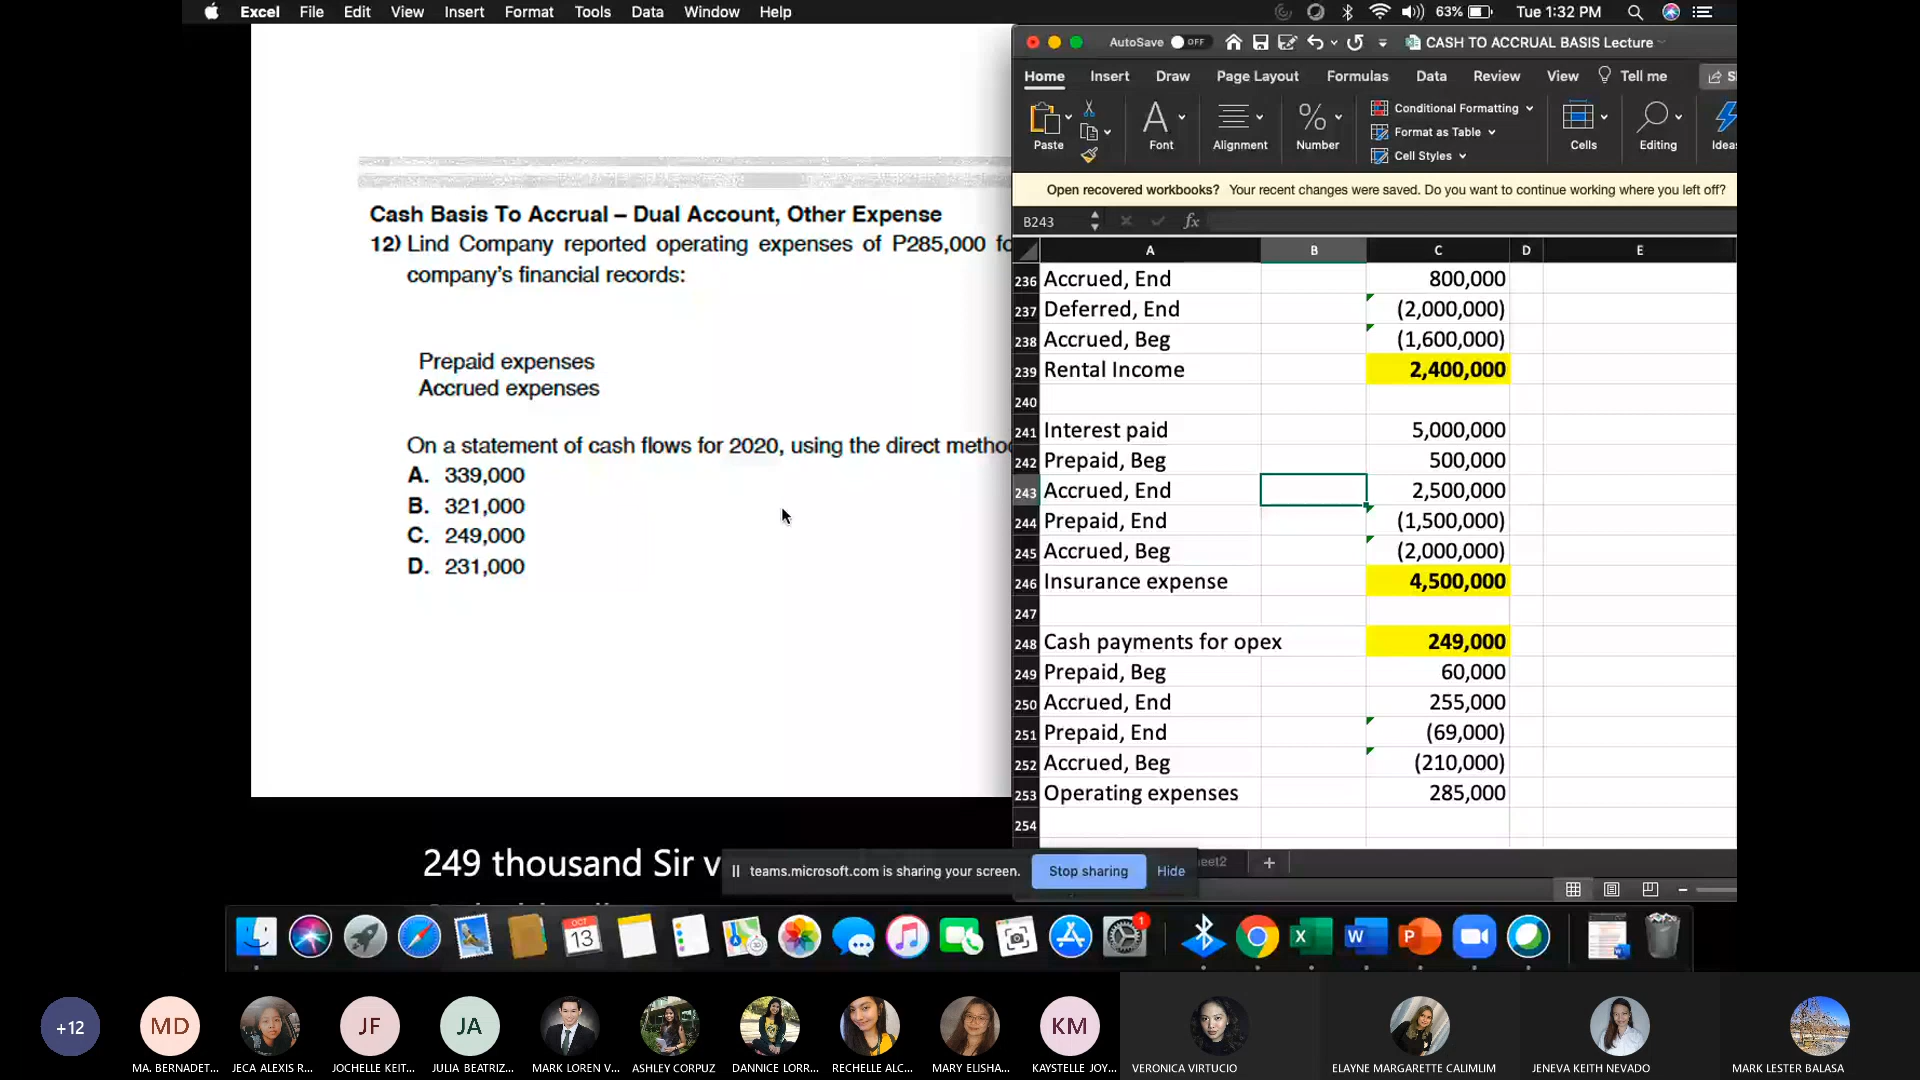 Excel File Edit View Insert Format Tools Data Window Help
63% Tue 1:32 PM
AutoSave OFF CASH TO ACCRUAL BASIS Lecture
Home Insert Draw Page Layout Formulas Data Review View Tell me S
Paste Font Alignment % Number Conditional Formatting Format as Table Cell Styles Cells Editing Ideas
Open recovered workbooks? Your recent changes were saved. Do you want to continue working where you left off?
B243 fx
A B C D E
236 Accrued, End 800,000
237 Deferred, End (2,000,000)
238 Accrued, Beg (1,600,000)
239 Rental Income 2,400,000
240
241 Interest paid 5,000,000
242 Prepaid, Beg 500,000
243 Accrued, End 2,500,000
244 Prepaid, End (1,500,000)
245 Accrued, Beg (2,000,000)
246 Insurance expense 4,500,000
247
248 Cash payments for opex 249,000
249 Prepaid, Beg 60,000
250 Accrued, End 255,000
251 Prepaid, End (69,000)
252 Accrued, Beg (210,000)
253 Operating expenses 285,000
254
Cash Basis To Accrual – Dual Account, Other Expense
12) Lind Company reported operating expenses of P285,000 fo
company's financial records:
Prepaid expenses
Accrued expenses
On a statement of cash flows for 2020, using the direct metho
A. 339,000
B. 321,000
C. 249,000
D. 231,000
249 thousand Sir v
teams.microsoft.com is sharing your screen. Stop sharing Hide
eet2
OCT
13
1
+12
MD JF JA KM
MA. BERNADET... JECA ALEXIS R... JOCHELLE KEIT... JULIA BEATRIZ... MARK LOREN V... ASHLEY CORPUZ DANNICE LORR... RECHELLE ALC... MARY ELISHA... KAYSTELLE JOY... VERONICA VIRTUCIO ELAYNE MARGARETTE CALIMLIM JENEVA KEITH NEVADO MARK LESTER BALASA